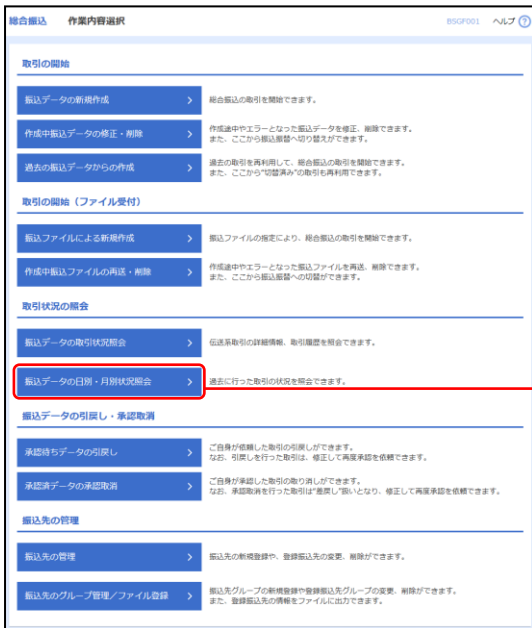 総合振込 作業内容選択 BSGF001 ヘルプ ?
取引の開始
振込データの新規作成 > 総合振込の取引を開始できます。
作成中振込データの修正・削除 > 作成途中やエラーとなった振込データを修正、削除できます。
また、ここから振込振替へ切り替えができます。
過去の振込データからの作成 > 過去の取引を再利用して、総合振込の取引を開始できます。
また、ここから"切替済み"の取引も再利用できます。
取引の開始（ファイル受付）
振込ファイルによる新規作成 > 振込ファイルの指定により、総合振込の取引を開始できます。
作成中振込ファイルの再送・削除 > 作成途中やエラーとなった振込ファイルを再送、削除できます。
また、ここから振込振替への切替ができます。
取引状況の照会
振込データの取引状況照会 > 伝送系取引の詳細情報、取引履歴を照会できます。
振込データの日別・月別状況照会 > 過去に行った取引の状況を照会できます。
振込データの引戻し・承認取消
承認待ちデータの引戻し > ご自身が依頼した取引の引戻しができます。
なお、引戻しを行った取引は、修正して再度承認を依頼できます。
承認済データの承認取消 > ご自身が承認した取引の取り消しができます。
なお、承認取消を行った取引は"差戻し"扱いとなり、修正して再度承認を依頼できます。
振込先の管理
振込先の管理 > 振込先の新規登録や、登録振込先の変更、削除ができます。
振込先のグループ管理/ファイル登録 > 振込先グループの新規登録や登録振込先グループの変更、削除ができます。
また、登録振込先の情報をファイルに出力できます。